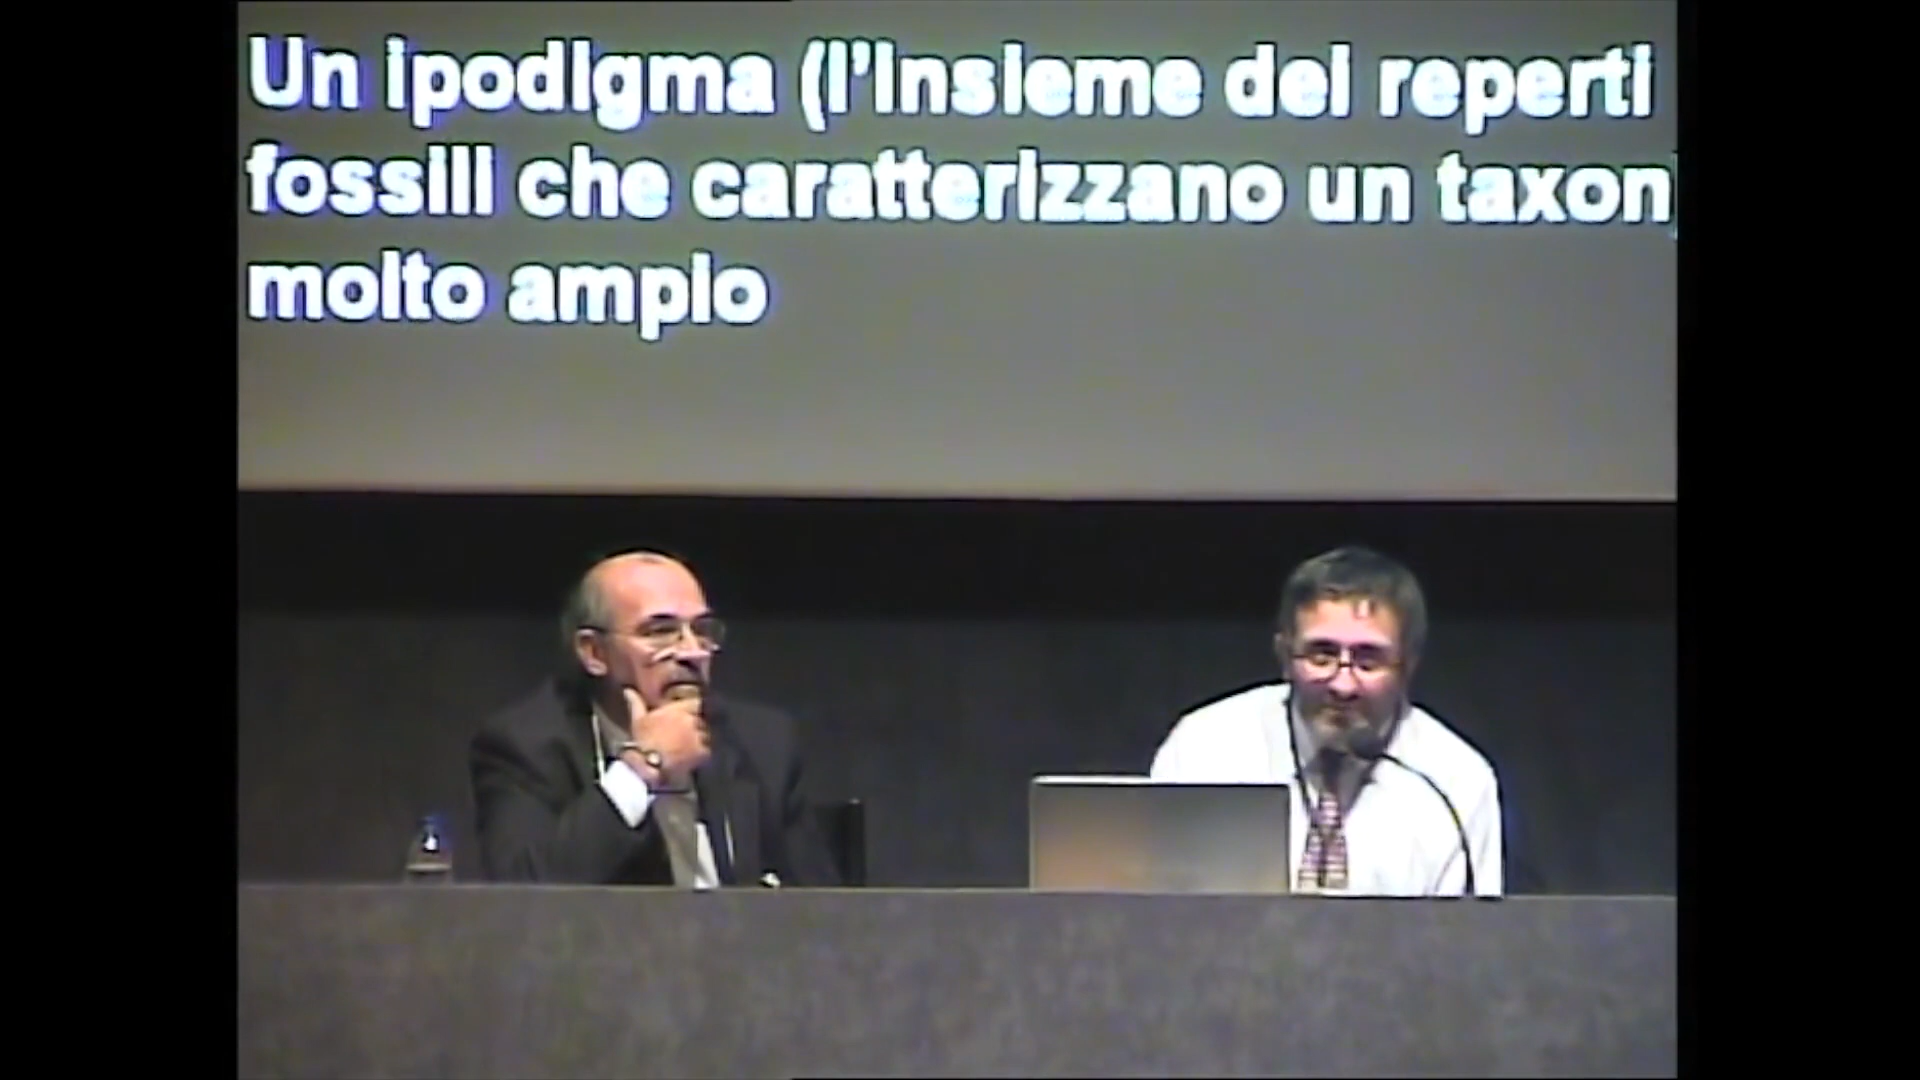 Un ipodigma (l'insieme dei reperti
fossili che caratterizzano un taxon)
molto ampio